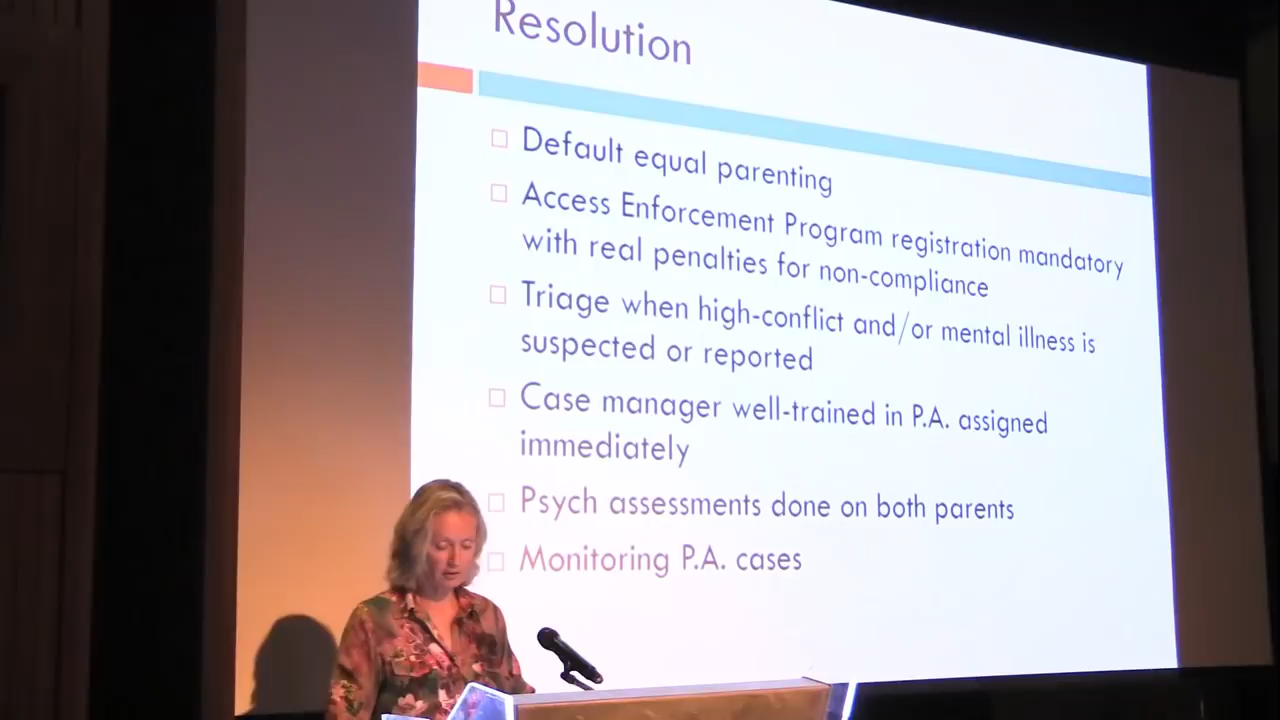 Resolution
Default equal parenting
Access Enforcement Program registration mandatory
with real penalties for non-compliance
Triage when high-conflict and/or mental illness is
suspected or reported
Case manager well-trained in P.A. assigned
immediately
Psych assessments done on both parents
Monitoring P.A. cases